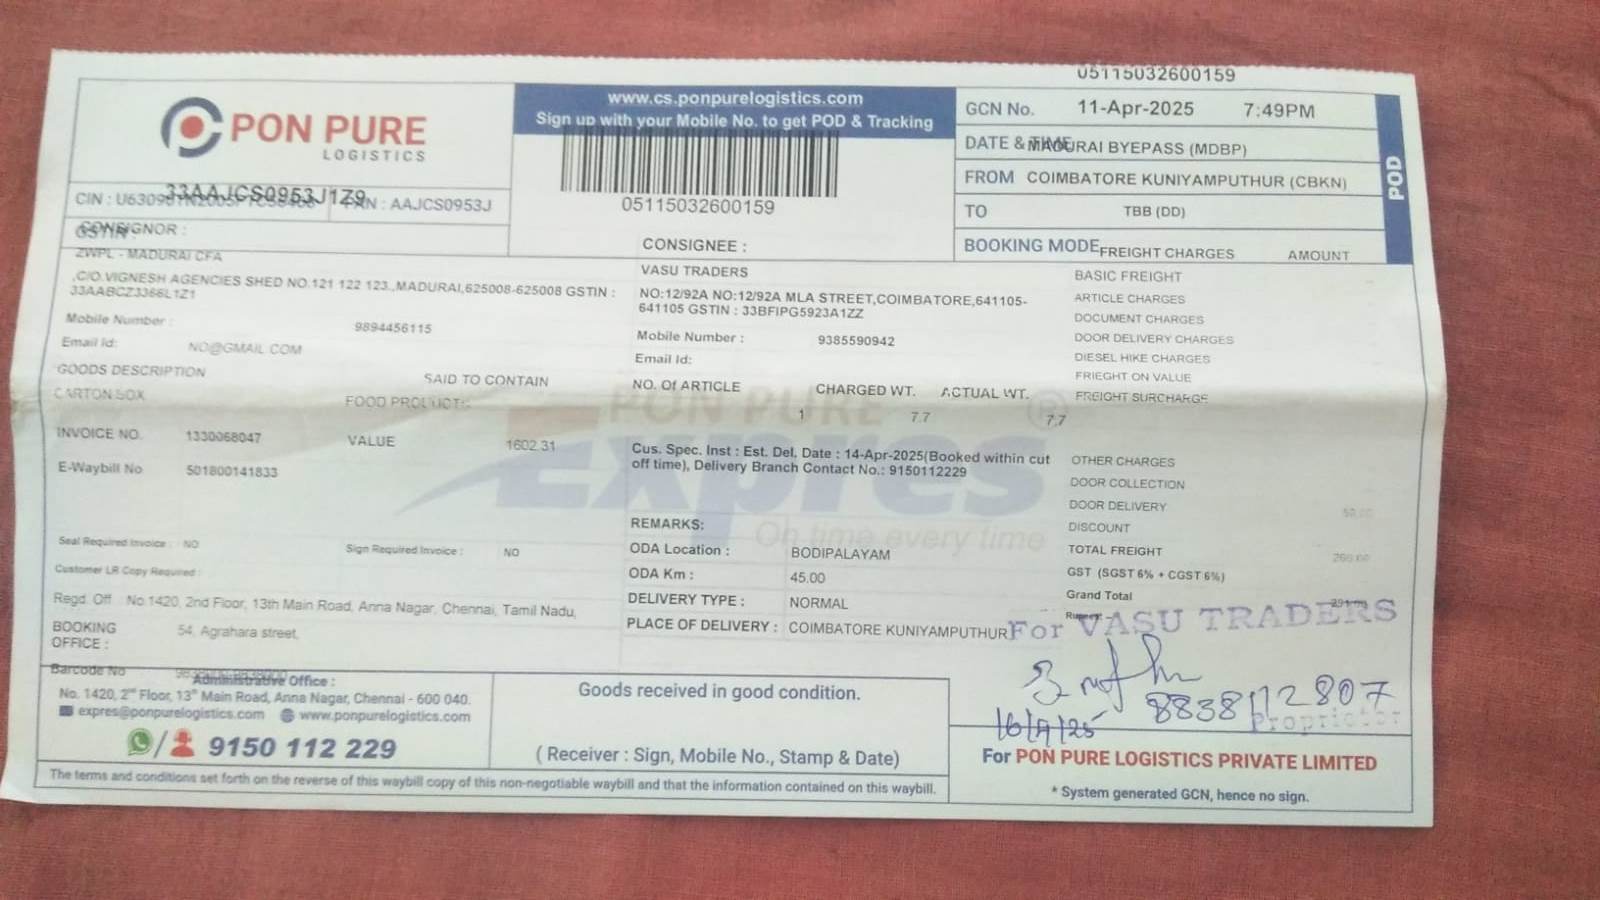 05115032600159
PON PURE
LOGISTICS
www.cs.ponpurelogistics.com
Sign up with your Mobile No. to get POD & Tracking
05115032600159
GCN No. 11-Apr-2025 7:49PM
DATE & TIME MADURAI BYEPASS (MDBP)
FROM COIMBATORE KUNIYAMPUTHUR (CBKN)
TO TBB (DD)
BOOKING MODE FREIGHT CHARGES AMOUNT
POD
33AAJCS0953J1Z9
CIN : PAN : AAJCS0953J
GSTIN :
CONSIGNOR :
ZWPL - MADURAI CFA
,C/O.VIGNESH AGENCIES SHED NO.121 122 123.,MADURAI,625008-625008 GSTIN :
33AABCZ3366L1Z1
Mobile Number : 9894456115
Email Id: NO@GMAIL.COM
GOODS DESCRIPTION SAID TO CONTAIN
CARTON BOX FOOD PRODUCTS
INVOICE NO. 1330068047 VALUE 1602.31
E-Waybill No 501800141833
Seal Required Invoice : NO Sign Required Invoice : NO
Customer LR Copy Required :
Regd. Off : No.1420, 2nd Floor, 13th Main Road, Anna Nagar, Chennai, Tamil Nadu,
BOOKING
OFFICE :
54, Agrahara street,
Barcode No
CONSIGNEE :
VASU TRADERS
NO:12/92A NO:12/92A MLA STREET,COIMBATORE,641105-
641105 GSTIN : 33BFIPG5923A1ZZ
Mobile Number : 9385590942
Email Id:
NO. Of ARTICLE CHARGED WT. ACTUAL WT.
1 7.7 7.7
PON PURE
Expres
On time every time
Cus. Spec. Inst : Est. Del. Date : 14-Apr-2025(Booked within cut
off time), Delivery Branch Contact No.: 9150112229
REMARKS:
ODA Location : BODIPALAYAM
ODA Km : 45.00
DELIVERY TYPE : NORMAL
PLACE OF DELIVERY : COIMBATORE KUNIYAMPUTHUR
BASIC FREIGHT
ARTICLE CHARGES
DOCUMENT CHARGES
DOOR DELIVERY CHARGES
DIESEL HIKE CHARGES
FRIEGHT ON VALUE
FREIGHT SURCHARGE
OTHER CHARGES
DOOR COLLECTION
DOOR DELIVERY 50.00
DISCOUNT
TOTAL FREIGHT
GST (SGST 6% + CGST 6%)
Grand Total
For VASU TRADERS
8838112807
Proprietor
Administrative Office :
No. 1420, 2nd Floor, 13th Main Road, Anna Nagar, Chennai - 600 040.
expres@ponpurelogistics.com www.ponpurelogistics.com
9150 112 229
Goods received in good condition.
( Receiver : Sign, Mobile No., Stamp & Date)
For PON PURE LOGISTICS PRIVATE LIMITED
* System generated GCN, hence no sign.
The terms and conditions set forth on the reverse of this waybill copy of this non-negotiable waybill and that the information contained on this waybill.